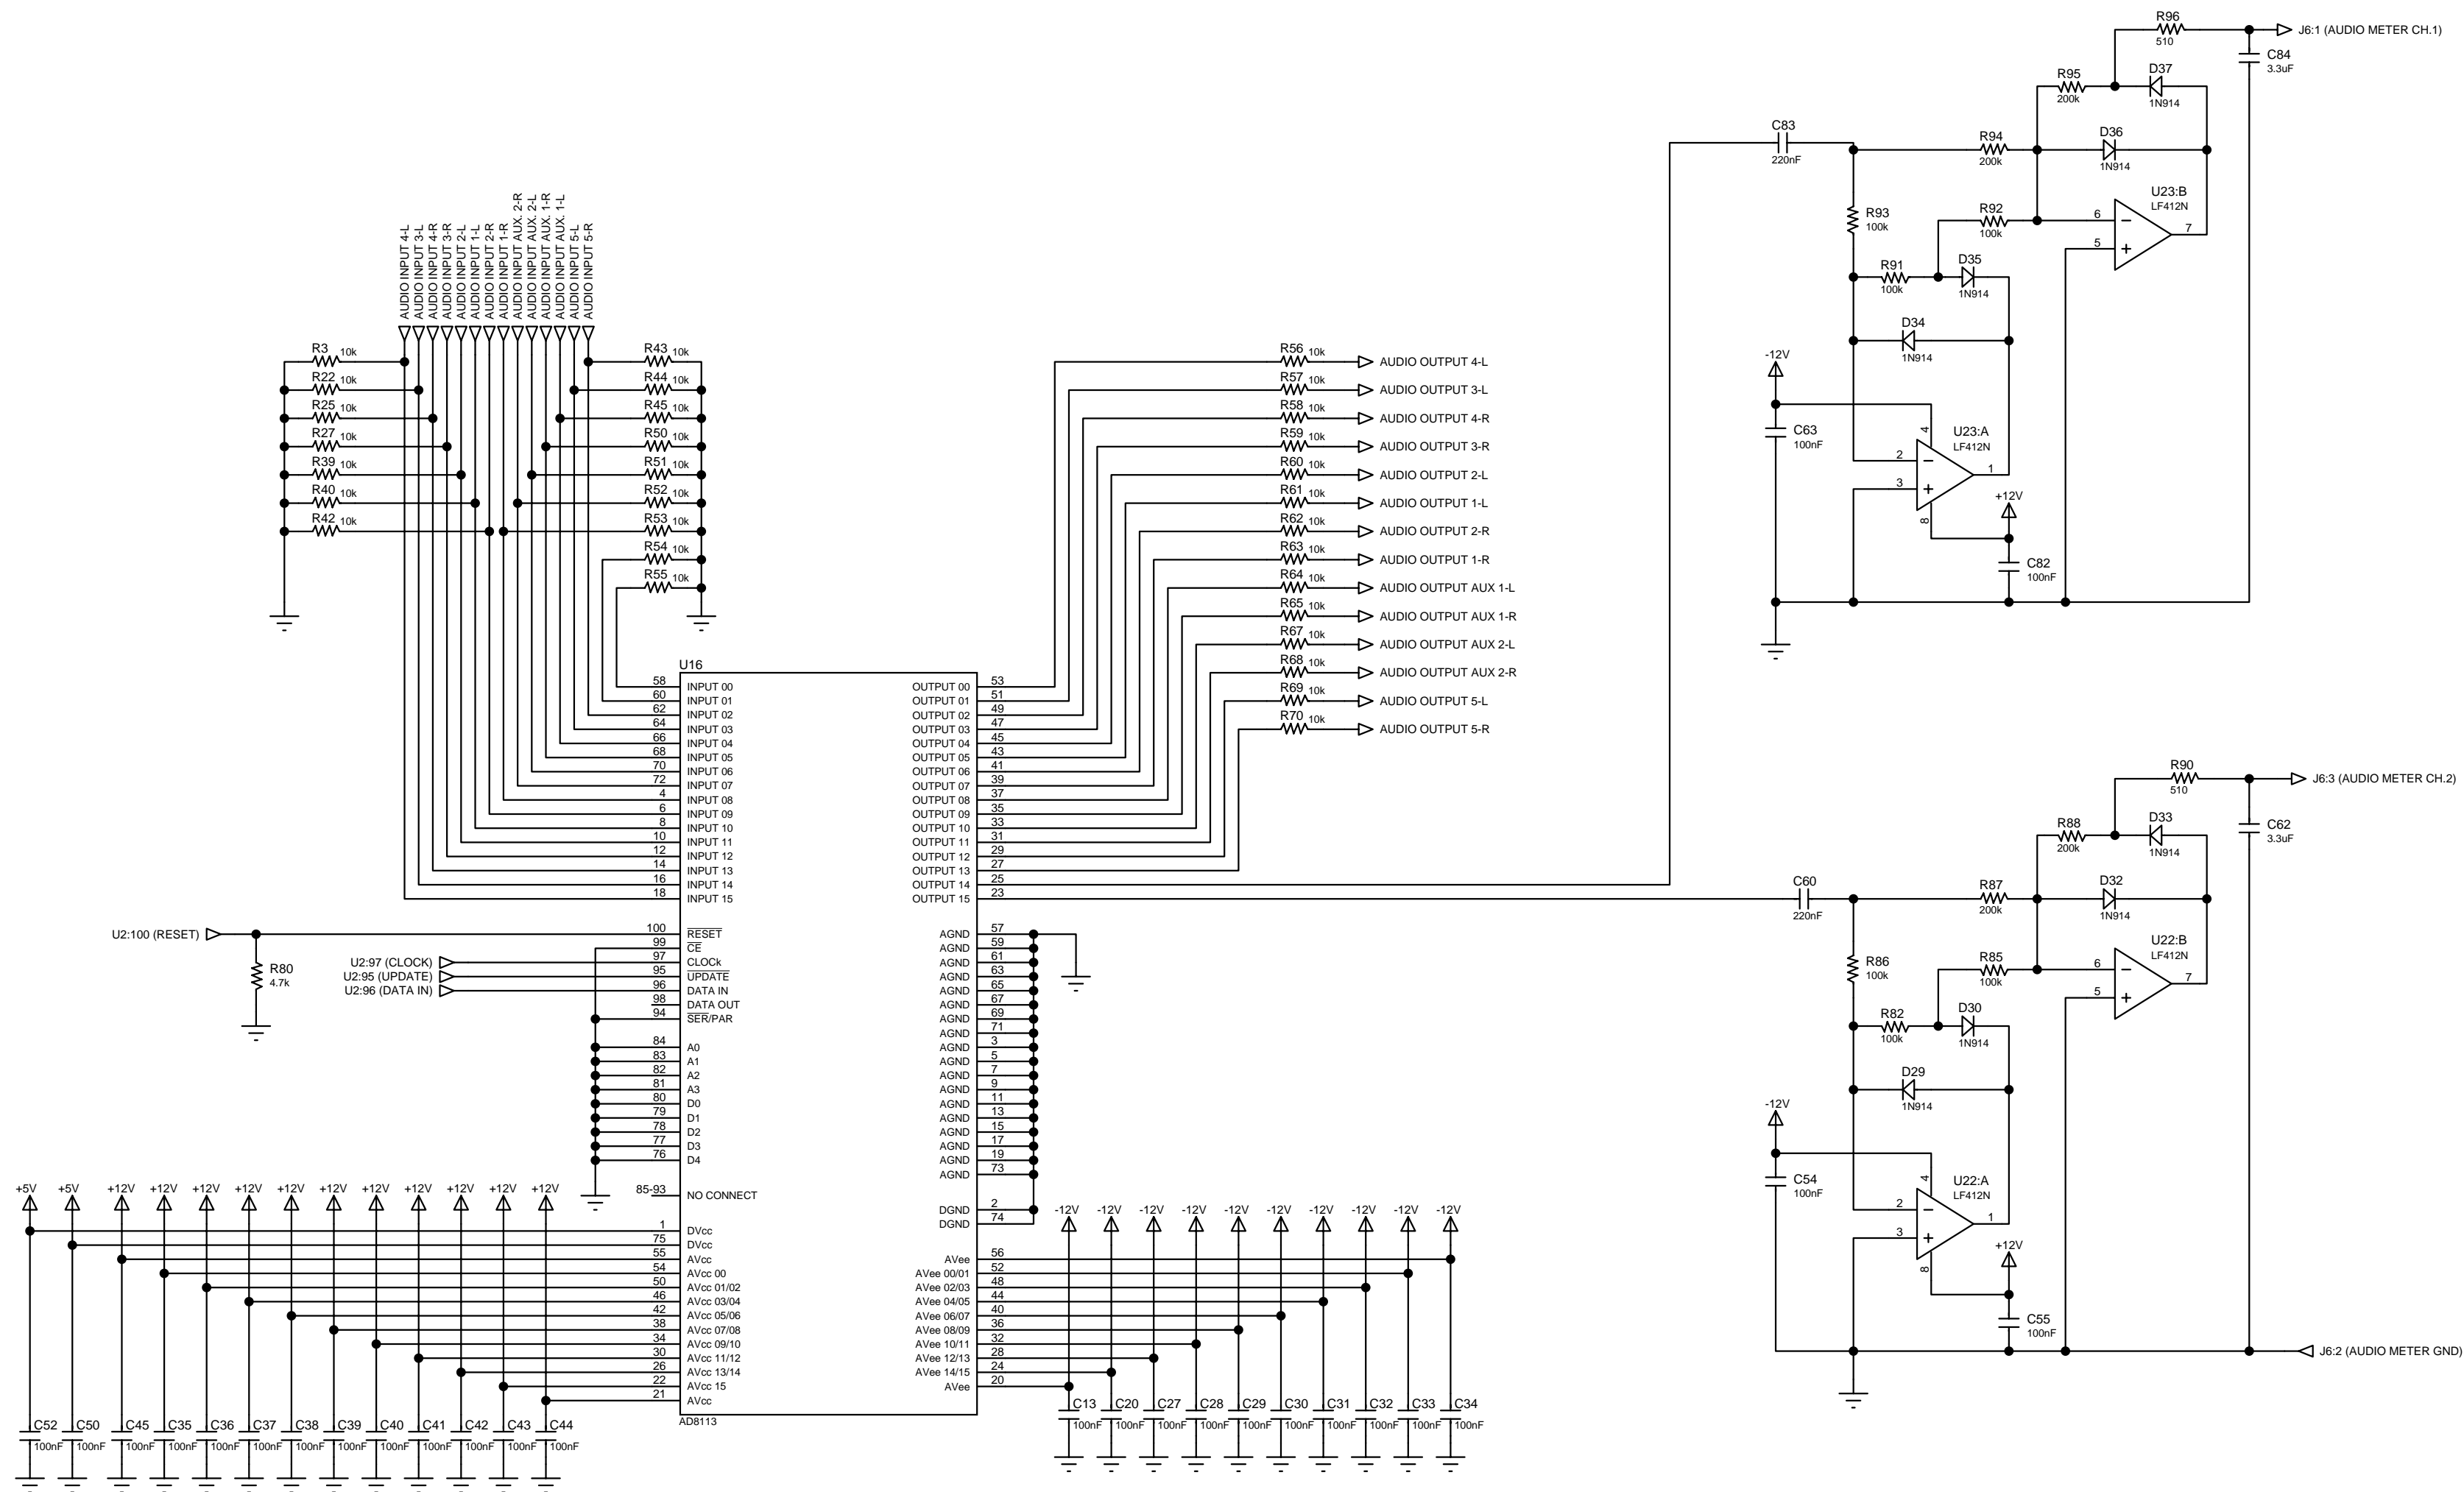 R96
510
J6:1 (AUDIO METER CH.1)
C84
3.3uF
R95
200k
D37
1N914
C83
220nF
R94
200k
D36
1N914
U23:B
LF412N
6
5
7
R93
100k
R92
100k
R91
100k
D35
1N914
D34
1N914
-12V
C63
100nF
U23:A
LF412N
4
2
3
1
8
+12V
C82
100nF
AUDIO INPUT 4-L
AUDIO INPUT 3-L
AUDIO INPUT 4-R
AUDIO INPUT 3-R
AUDIO INPUT 2-L
AUDIO INPUT 1-L
AUDIO INPUT 2-R
AUDIO INPUT 1-R
AUDIO INPUT AUX. 2-R
AUDIO INPUT AUX. 2-L
AUDIO INPUT AUX. 1-R
AUDIO INPUT AUX. 1-L
AUDIO INPUT 5-L
AUDIO INPUT 5-R
R3 10k
R22 10k
R25 10k
R27 10k
R39 10k
R40 10k
R42 10k
R43 10k
R44 10k
R45 10k
R50 10k
R51 10k
R52 10k
R53 10k
R54 10k
R55 10k
R56 10k AUDIO OUTPUT 4-L
R57 10k AUDIO OUTPUT 3-L
R58 10k AUDIO OUTPUT 4-R
R59 10k AUDIO OUTPUT 3-R
R60 10k AUDIO OUTPUT 2-L
R61 10k AUDIO OUTPUT 1-L
R62 10k AUDIO OUTPUT 2-R
R63 10k AUDIO OUTPUT 1-R
R64 10k AUDIO OUTPUT AUX 1-L
R65 10k AUDIO OUTPUT AUX 1-R
R67 10k AUDIO OUTPUT AUX 2-L
R68 10k AUDIO OUTPUT AUX 2-R
R69 10k AUDIO OUTPUT 5-L
R70 10k AUDIO OUTPUT 5-R
U16
58 INPUT 00 OUTPUT 00 53
60 INPUT 01 OUTPUT 01 51
62 INPUT 02 OUTPUT 02 49
64 INPUT 03 OUTPUT 03 47
66 INPUT 04 OUTPUT 04 45
68 INPUT 05 OUTPUT 05 43
70 INPUT 06 OUTPUT 06 41
72 INPUT 07 OUTPUT 07 39
4 INPUT 08 OUTPUT 08 37
6 INPUT 09 OUTPUT 09 35
8 INPUT 10 OUTPUT 10 33
10 INPUT 11 OUTPUT 11 31
12 INPUT 12 OUTPUT 12 29
14 INPUT 13 OUTPUT 13 27
16 INPUT 14 OUTPUT 14 25
18 INPUT 15 OUTPUT 15 23
U2:100 (RESET) 100 RESET AGND 57
99 CE AGND 59
U2:97 (CLOCK) 97 CLOCk AGND 61
U2:95 (UPDATE) 95 UPDATE AGND 63
U2:96 (DATA IN) 96 DATA IN AGND 65
98 DATA OUT AGND 67
94 SER/PAR AGND 69
R80
4.7k
AGND 71
84 A0 AGND 3
83 A1 AGND 5
82 A2 AGND 7
81 A3 AGND 9
80 D0 AGND 11
79 D1 AGND 13
78 D2 AGND 15
77 D3 AGND 17
76 D4 AGND 19
AGND 73
85-93 NO CONNECT
DGND 2
DGND 74
1 DVcc
75 DVcc
55 AVcc AVee 56
54 AVcc 00 AVee 00/01 52
50 AVcc 01/02 AVee 02/03 48
46 AVcc 03/04 AVee 04/05 44
42 AVcc 05/06 AVee 06/07 40
38 AVcc 07/08 AVee 08/09 36
34 AVcc 09/10 AVee 10/11 32
30 AVcc 11/12 AVee 12/13 28
26 AVcc 13/14 AVee 14/15 24
22 AVcc 15 AVee 20
21 AVcc
AD8113
+5V +5V +12V +12V +12V +12V +12V +12V +12V +12V +12V +12V +12V
C52 C50 C45 C35 C36 C37 C38 C39 C40 C41 C42 C43 C44
100nF 100nF 100nF 100nF 100nF 100nF 100nF 100nF 100nF 100nF 100nF 100nF 100nF
-12V -12V -12V -12V -12V -12V -12V -12V -12V -12V
C13 C20 C27 C28 C29 C30 C31 C32 C33 C34
100nF 100nF 100nF 100nF 100nF 100nF 100nF 100nF 100nF 100nF
R90
510
J6:3 (AUDIO METER CH.2)
C62
3.3uF
R88
200k
D33
1N914
C60
220nF
R87
200k
D32
1N914
U22:B
LF412N
6
5
7
R86
100k
R85
100k
R82
100k
D30
1N914
D29
1N914
-12V
C54
100nF
U22:A
LF412N
4
2
3
1
8
+12V
C55
100nF
J6:2 (AUDIO METER GND)